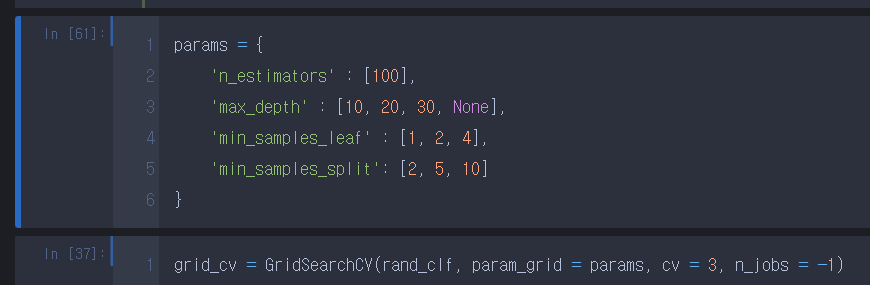 In [61]:
1 params = {
2 'n_estimators' : [100],
3 'max_depth' : [10, 20, 30, None],
4 'min_samples_leaf' : [1, 2, 4],
5 'min_samples_split': [2, 5, 10]
6 }
In [37]:
1 grid_cv = GridSearchCV(rand_clf, param_grid = params, cv = 3, n_jobs = -1)